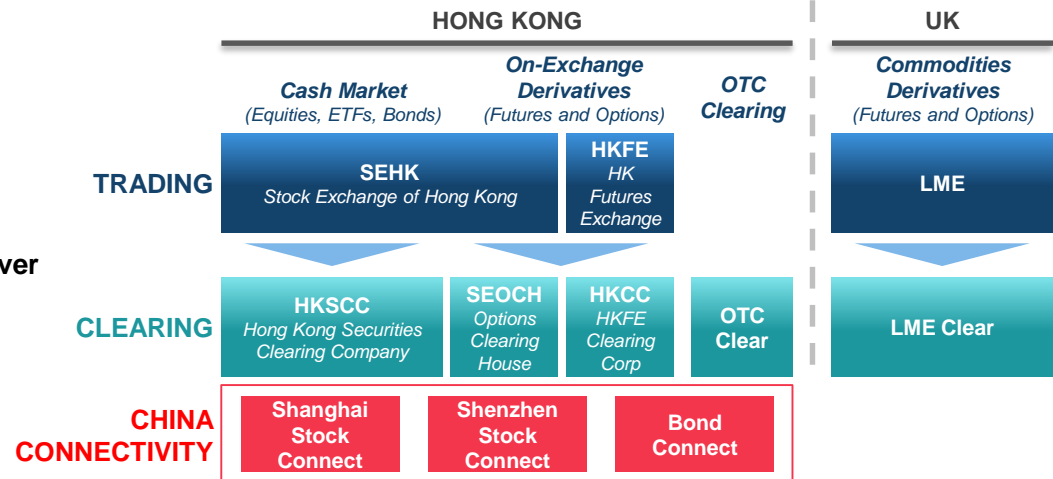 HONG KONG
UK
Cash Market
(Equities, ETFs, Bonds)
On-Exchange
Derivatives
(Futures and Options)
OTC
Clearing
Commodities
Derivatives
(Futures and Options)
TRADING
SEHK
Stock Exchange of Hong Kong
HKFE
HK
Futures
Exchange
LME
ver
CLEARING
HKSCC
Hong Kong Securities
Clearing Company
SEOCH
Options
Clearing
House
HKCC
HKFE
Clearing
Corp
OTC
Clear
LME Clear
CHINA
CONNECTIVITY
Shanghai
Stock
Connect
Shenzhen
Stock
Connect
Bond
Connect